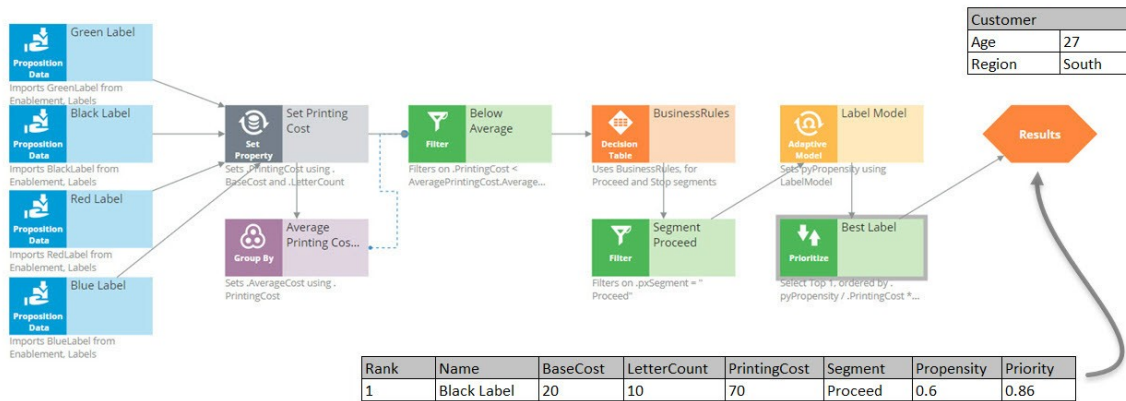 Green Label
Proposition
Data
Imports GreenLabel from
Enablement, Labels
Black Label
Proposition
Data
Imports BlackLabel from
Enablement, Labels
Red Label
Proposition
Data
Imports RedLabel from
Enablement, Labels
Blue Label
Proposition
Data
Imports BlueLabel from
Enablement, Labels
Set Printing
Cost
Set
Property
Sets .PrintingCost using .
BaseCost and .LetterCount
Average
Printing Cos...
Group By
Sets .AverageCost using .
PrintingCost
Below
Average
Filter
Filters on .PrintingCost <
AveragePrintingCost.Average...
BusinessRules
Decision
Table
Uses BusinessRules, for
Proceed and Stop segments
Segment
Proceed
Filter
Filters on .pxSegment = "
Proceed"
Label Model
Adaptive
Model
Sets pyPropensity using
LabelModel
Best Label
Prioritize
Select Top 1, ordered by .
pyPropensity / .PrintingCost *...
Results
Customer
Age 27
Region South
Rank Name BaseCost LetterCount PrintingCost Segment Propensity Priority
1 Black Label 20 10 70 Proceed 0.6 0.86